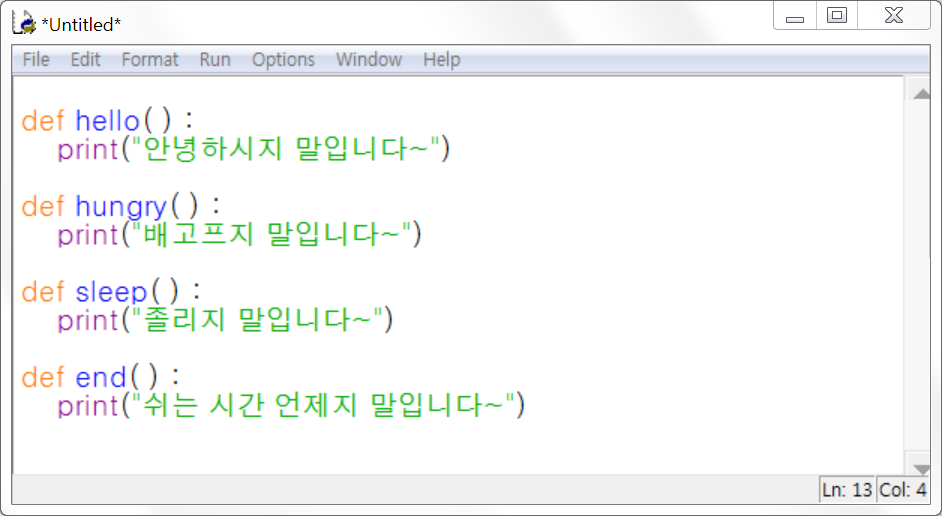 *Untitled*
File Edit Format Run Options Window Help
def hello() :
print("안녕하시지 말입니다~")
def hungry() :
print("배고프지 말입니다~")
def sleep() :
print("졸리지 말입니다~")
def end() :
print("쉬는 시간 언제지 말입니다~")
Ln: 13 Col: 4